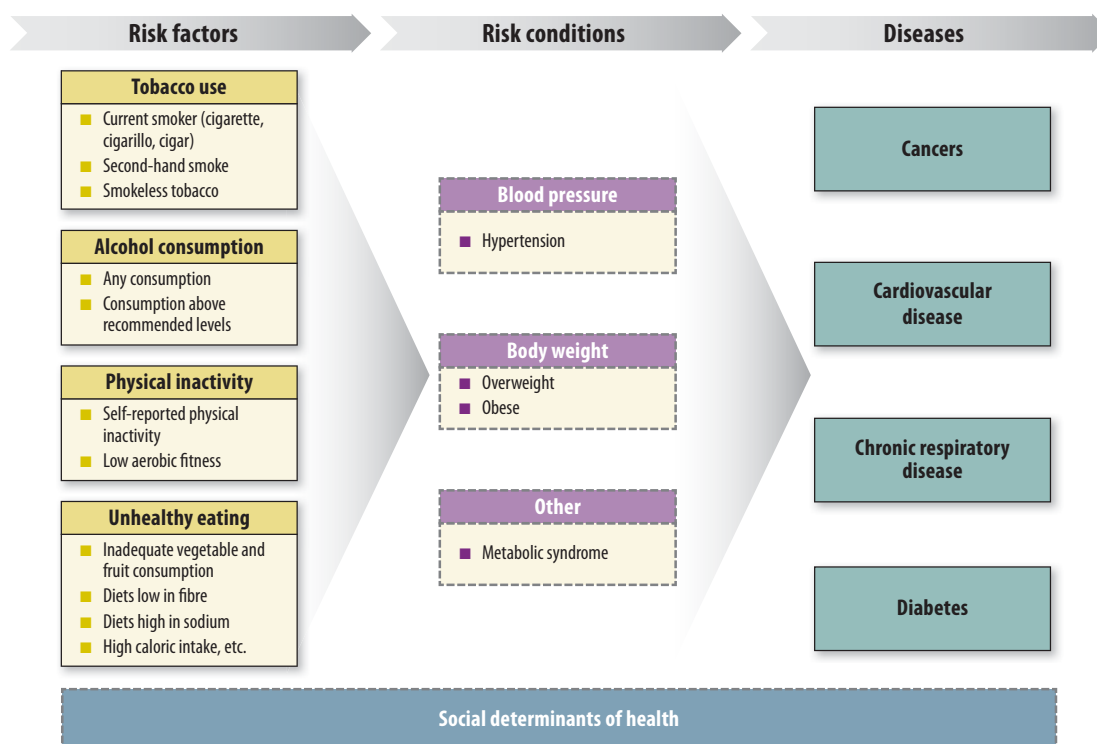 Risk factors
Risk conditions
Diseases
Tobacco use
Current smoker (cigarette,
cigarillo, cigar)
Second-hand smoke
Smokeless tobacco
Alcohol consumption
Any consumption
Consumption above
recommended levels
Physical inactivity
Self-reported physical
inactivity
Low aerobic fitness
Unhealthy eating
Inadequate vegetable and
fruit consumption
Diets low in fibre
Diets high in sodium
High caloric intake, etc.
Blood pressure
Hypertension
Body weight
Overweight
Obese
Other
Metabolic syndrome
Cancers
Cardiovascular
disease
Chronic respiratory
disease
Diabetes
Social determinants of health